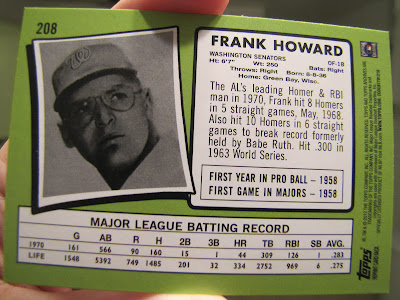 208
FRANK HOWARD
WASHINGTON SENATORS OF-1B
Ht: 6'7" Wt: 250 Bats: Right
Throws: Right Born: 8-8-36
Home: Green Bay, Wisc.
The AL's leading Homer & RBI
man in 1970, Frank hit 8 Homers
in 5 straight games, May, 1968.
Also hit 10 Homers in 6 straight
games to break record formerly
held by Babe Ruth. Hit .300 in
1963 World Series.
FIRST YEAR IN PRO BALL – 1958
FIRST GAME IN MAJORS – 1958
MAJOR LEAGUE BATTING RECORD
G AB R H 2B 3B HR TB RBI SB AVG.
1970 161 566 90 160 15 1 44 309 126 1 .283
LIFE 1548 5392 749 1485 201 32 334 2752 969 6 .275
Topps